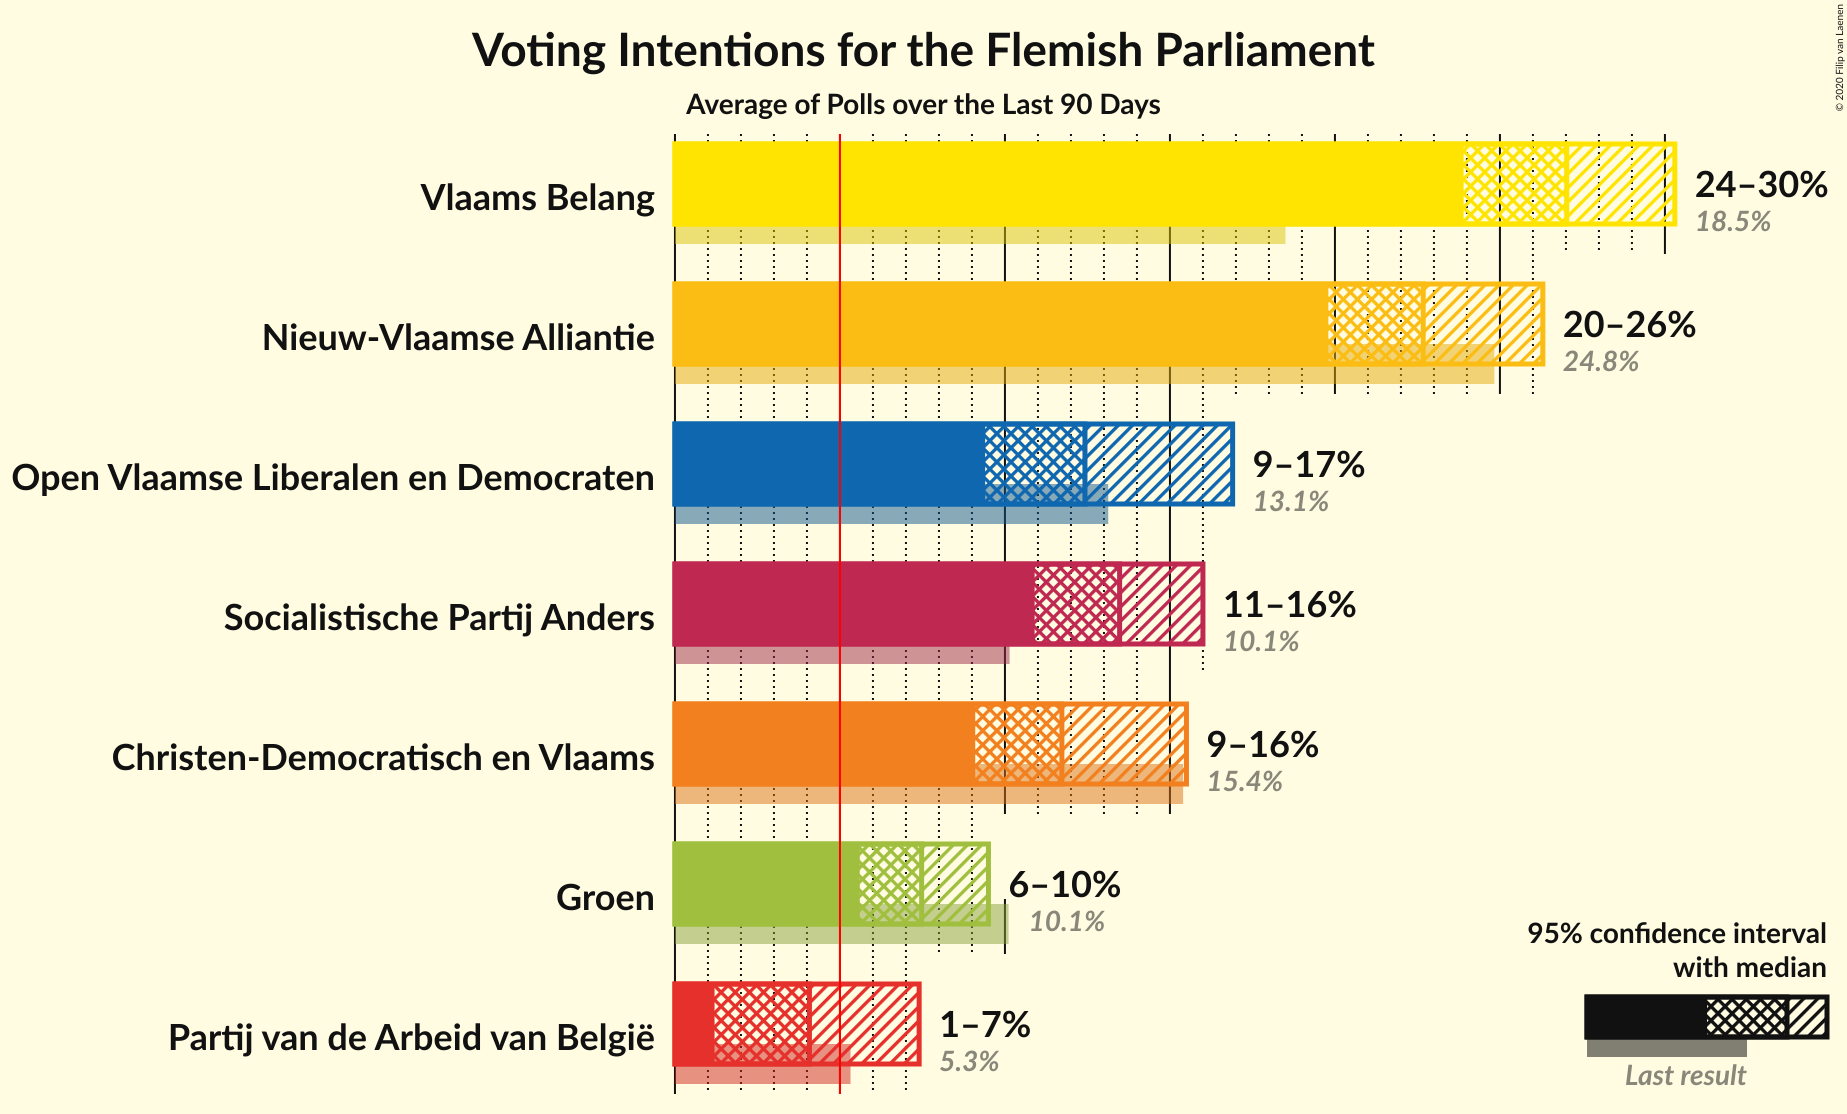 Voting Intentions for the Flemish Parliament
Average of Polls over the Last 90 Days
© 2020 Filip van Laenen
Vlaams Belang
24–30%
18.5%
Nieuw-Vlaamse Alliantie
20–26%
24.8%
Open Vlaamse Liberalen en Democraten
9–17%
13.1%
Socialistische Partij Anders
11–16%
10.1%
Christen-Democratisch en Vlaams
9–16%
15.4%
Groen
6–10%
10.1%
Partij van de Arbeid van België
1–7%
5.3%
95% confidence interval
with median
Last result